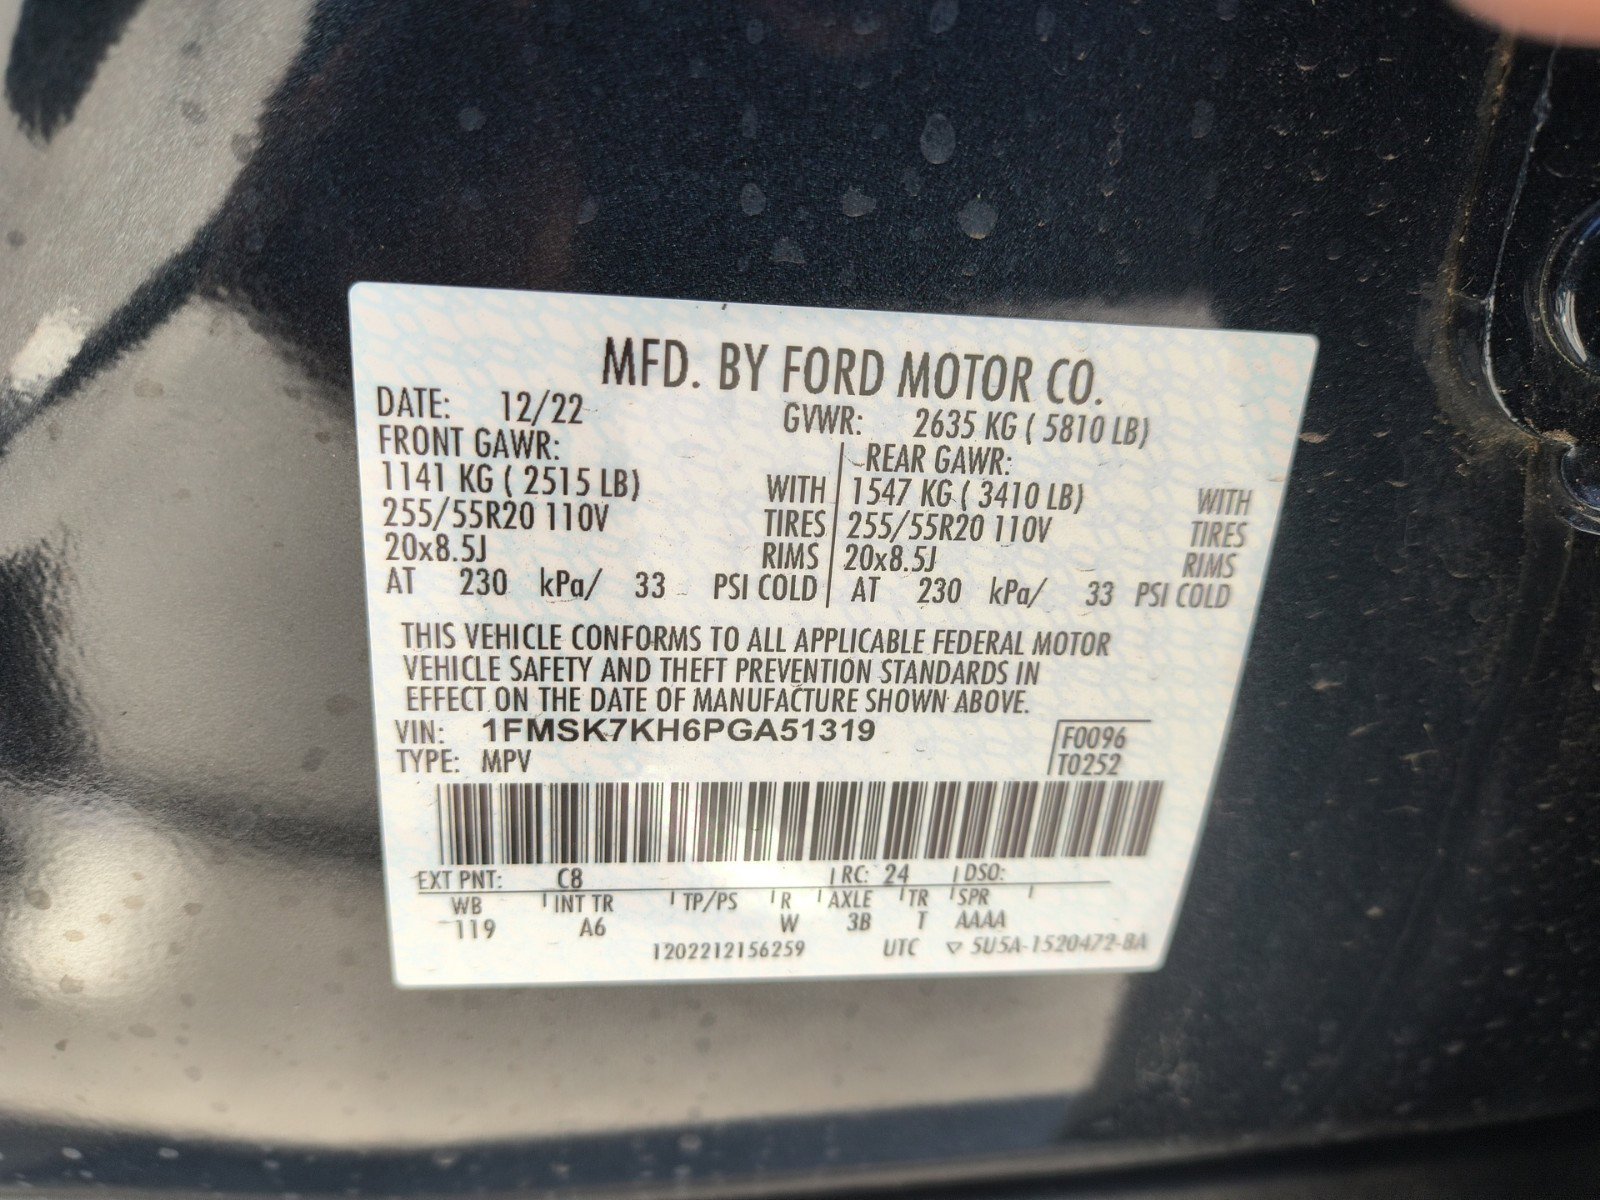 MFD. BY FORD MOTOR CO.
DATE: 12/22 GVWR: 2635 KG ( 5810 LB)
FRONT GAWR: REAR GAWR:
1141 KG ( 2515 LB) WITH 1547 KG ( 3410 LB) WITH
255/55R20 110V TIRES 255/55R20 110V TIRES
20x8.5J RIMS 20x8.5J RIMS
AT 230 kPa/ 33 PSI COLD AT 230 kPa/ 33 PSI COLD
THIS VEHICLE CONFORMS TO ALL APPLICABLE FEDERAL MOTOR
VEHICLE SAFETY AND THEFT PREVENTION STANDARDS IN
EFFECT ON THE DATE OF MANUFACTURE SHOWN ABOVE.
VIN: 1FMSK7KH6PGA51319 F0096
TYPE: MPV T0252
EXT PNT: C8 RC: 24 DSO:
WB INT TR TP/PS R AXLE TR SPR
119 A6 W 3B T AAAA
1202212156259 UTC ▽ 5U5A-1520472-BA